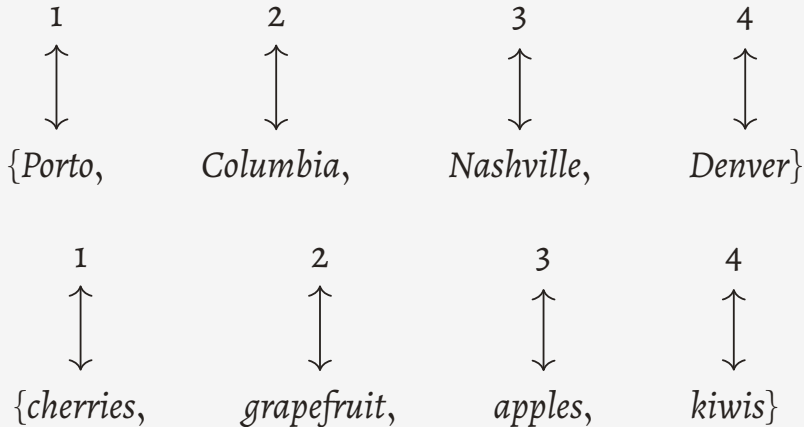 1 2 3 4
{Porto, Columbia, Nashville, Denver}
1 2 3 4
{cherries, grapefruit, apples, kiwis}